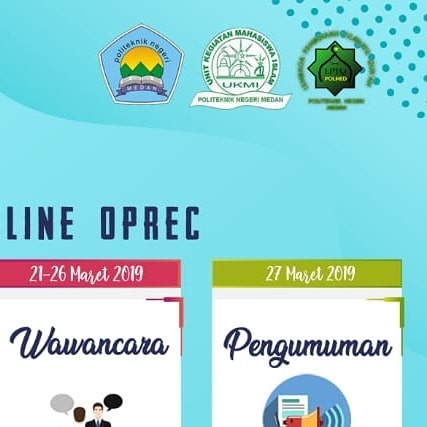 politeknik negeri
MEDAN
UNIT KEGIATAN MAHASISWA ISLAM
UKMI
POLITEKNIK NEGERI MEDAN
POLMED
POLITEKNIK NEGERI
MEDAN
LINE OPREC
21-26 Maret 2019
27 Maret 2019
Wawancara
Pengumuman